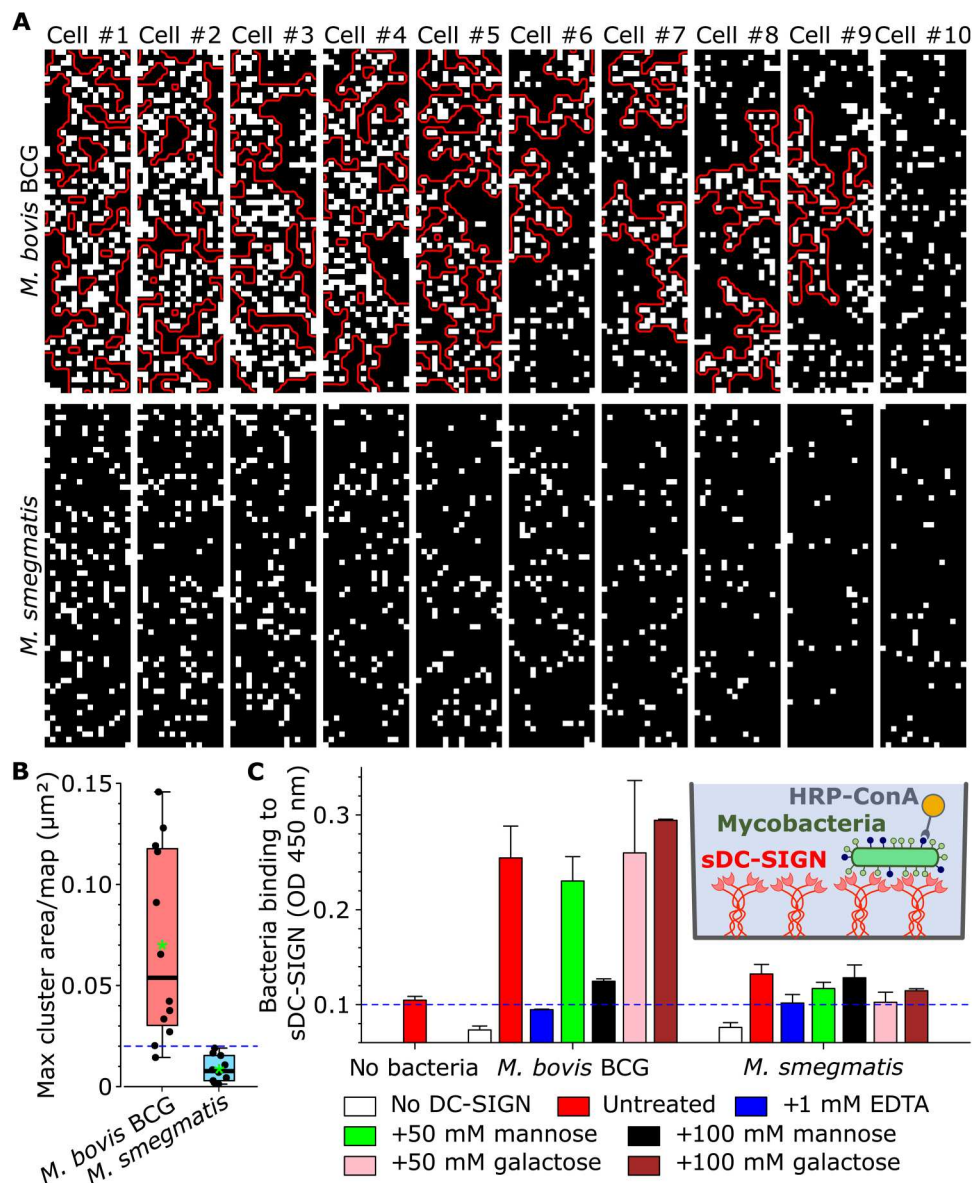 A
Cell #1 Cell #2 Cell #3 Cell #4 Cell #5 Cell #6 Cell #7 Cell #8 Cell #9 Cell #10
M. bovis BCG
M. smegmatis
B
Max cluster area/map (µm²)
0.15
0.10
0.05
0
M. bovis BCG
M. smegmatis
C
Bacteria binding to
sDC-SIGN (OD 450 nm)
0.3
0.2
0.1
HRP-ConA
Mycobacteria
sDC-SIGN
No bacteria M. bovis BCG M. smegmatis
No DC-SIGN Untreated +1 mM EDTA
+50 mM mannose +100 mM mannose
+50 mM galactose +100 mM galactose